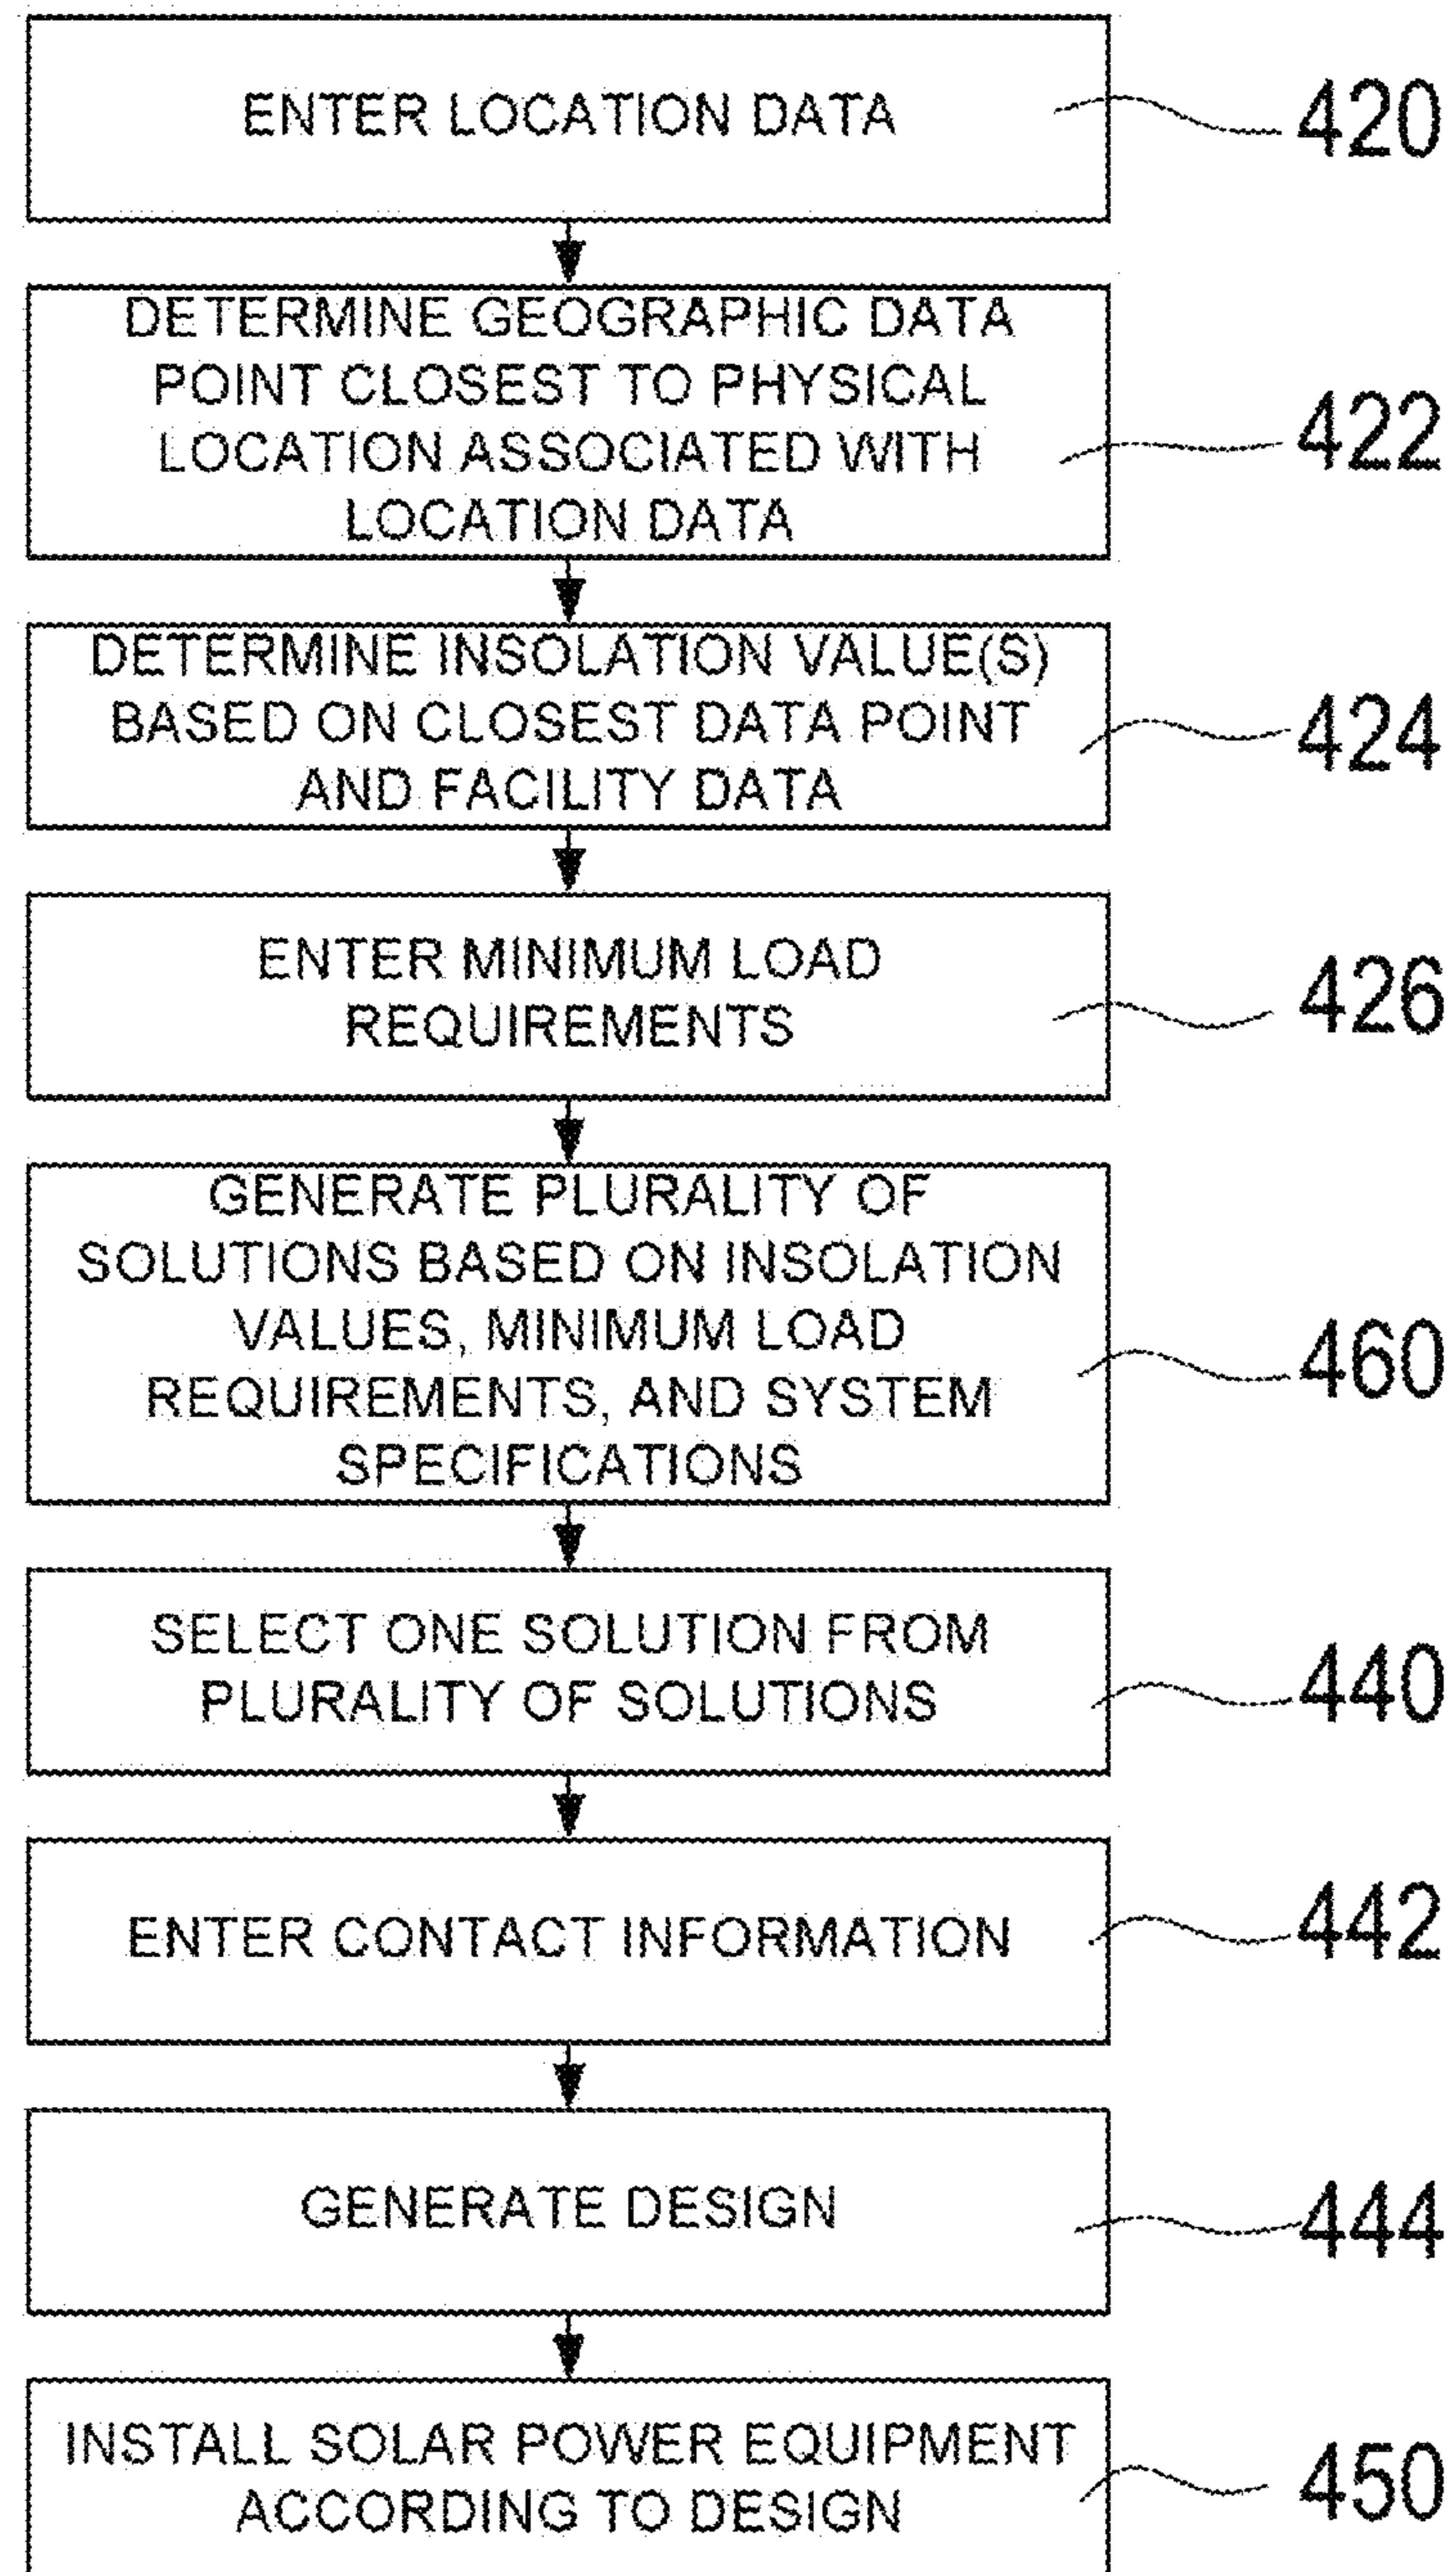 ENTER LOCATION DATA
420
DETERMINE GEOGRAPHIC DATA
POINT CLOSEST TO PHYSICAL
LOCATION ASSOCIATED WITH
LOCATION DATA
422
DETERMINE INSOLATION VALUE(S)
BASED ON CLOSEST DATA POINT
AND FACILITY DATA
424
ENTER MINIMUM LOAD
REQUIREMENTS
426
GENERATE PLURALITY OF
SOLUTIONS BASED ON INSOLATION
VALUES, MINIMUM LOAD
REQUIREMENTS, AND SYSTEM
SPECIFICATIONS
460
SELECT ONE SOLUTION FROM
PLURALITY OF SOLUTIONS
440
ENTER CONTACT INFORMATION
442
GENERATE DESIGN
444
INSTALL SOLAR POWER EQUIPMENT
ACCORDING TO DESIGN
450